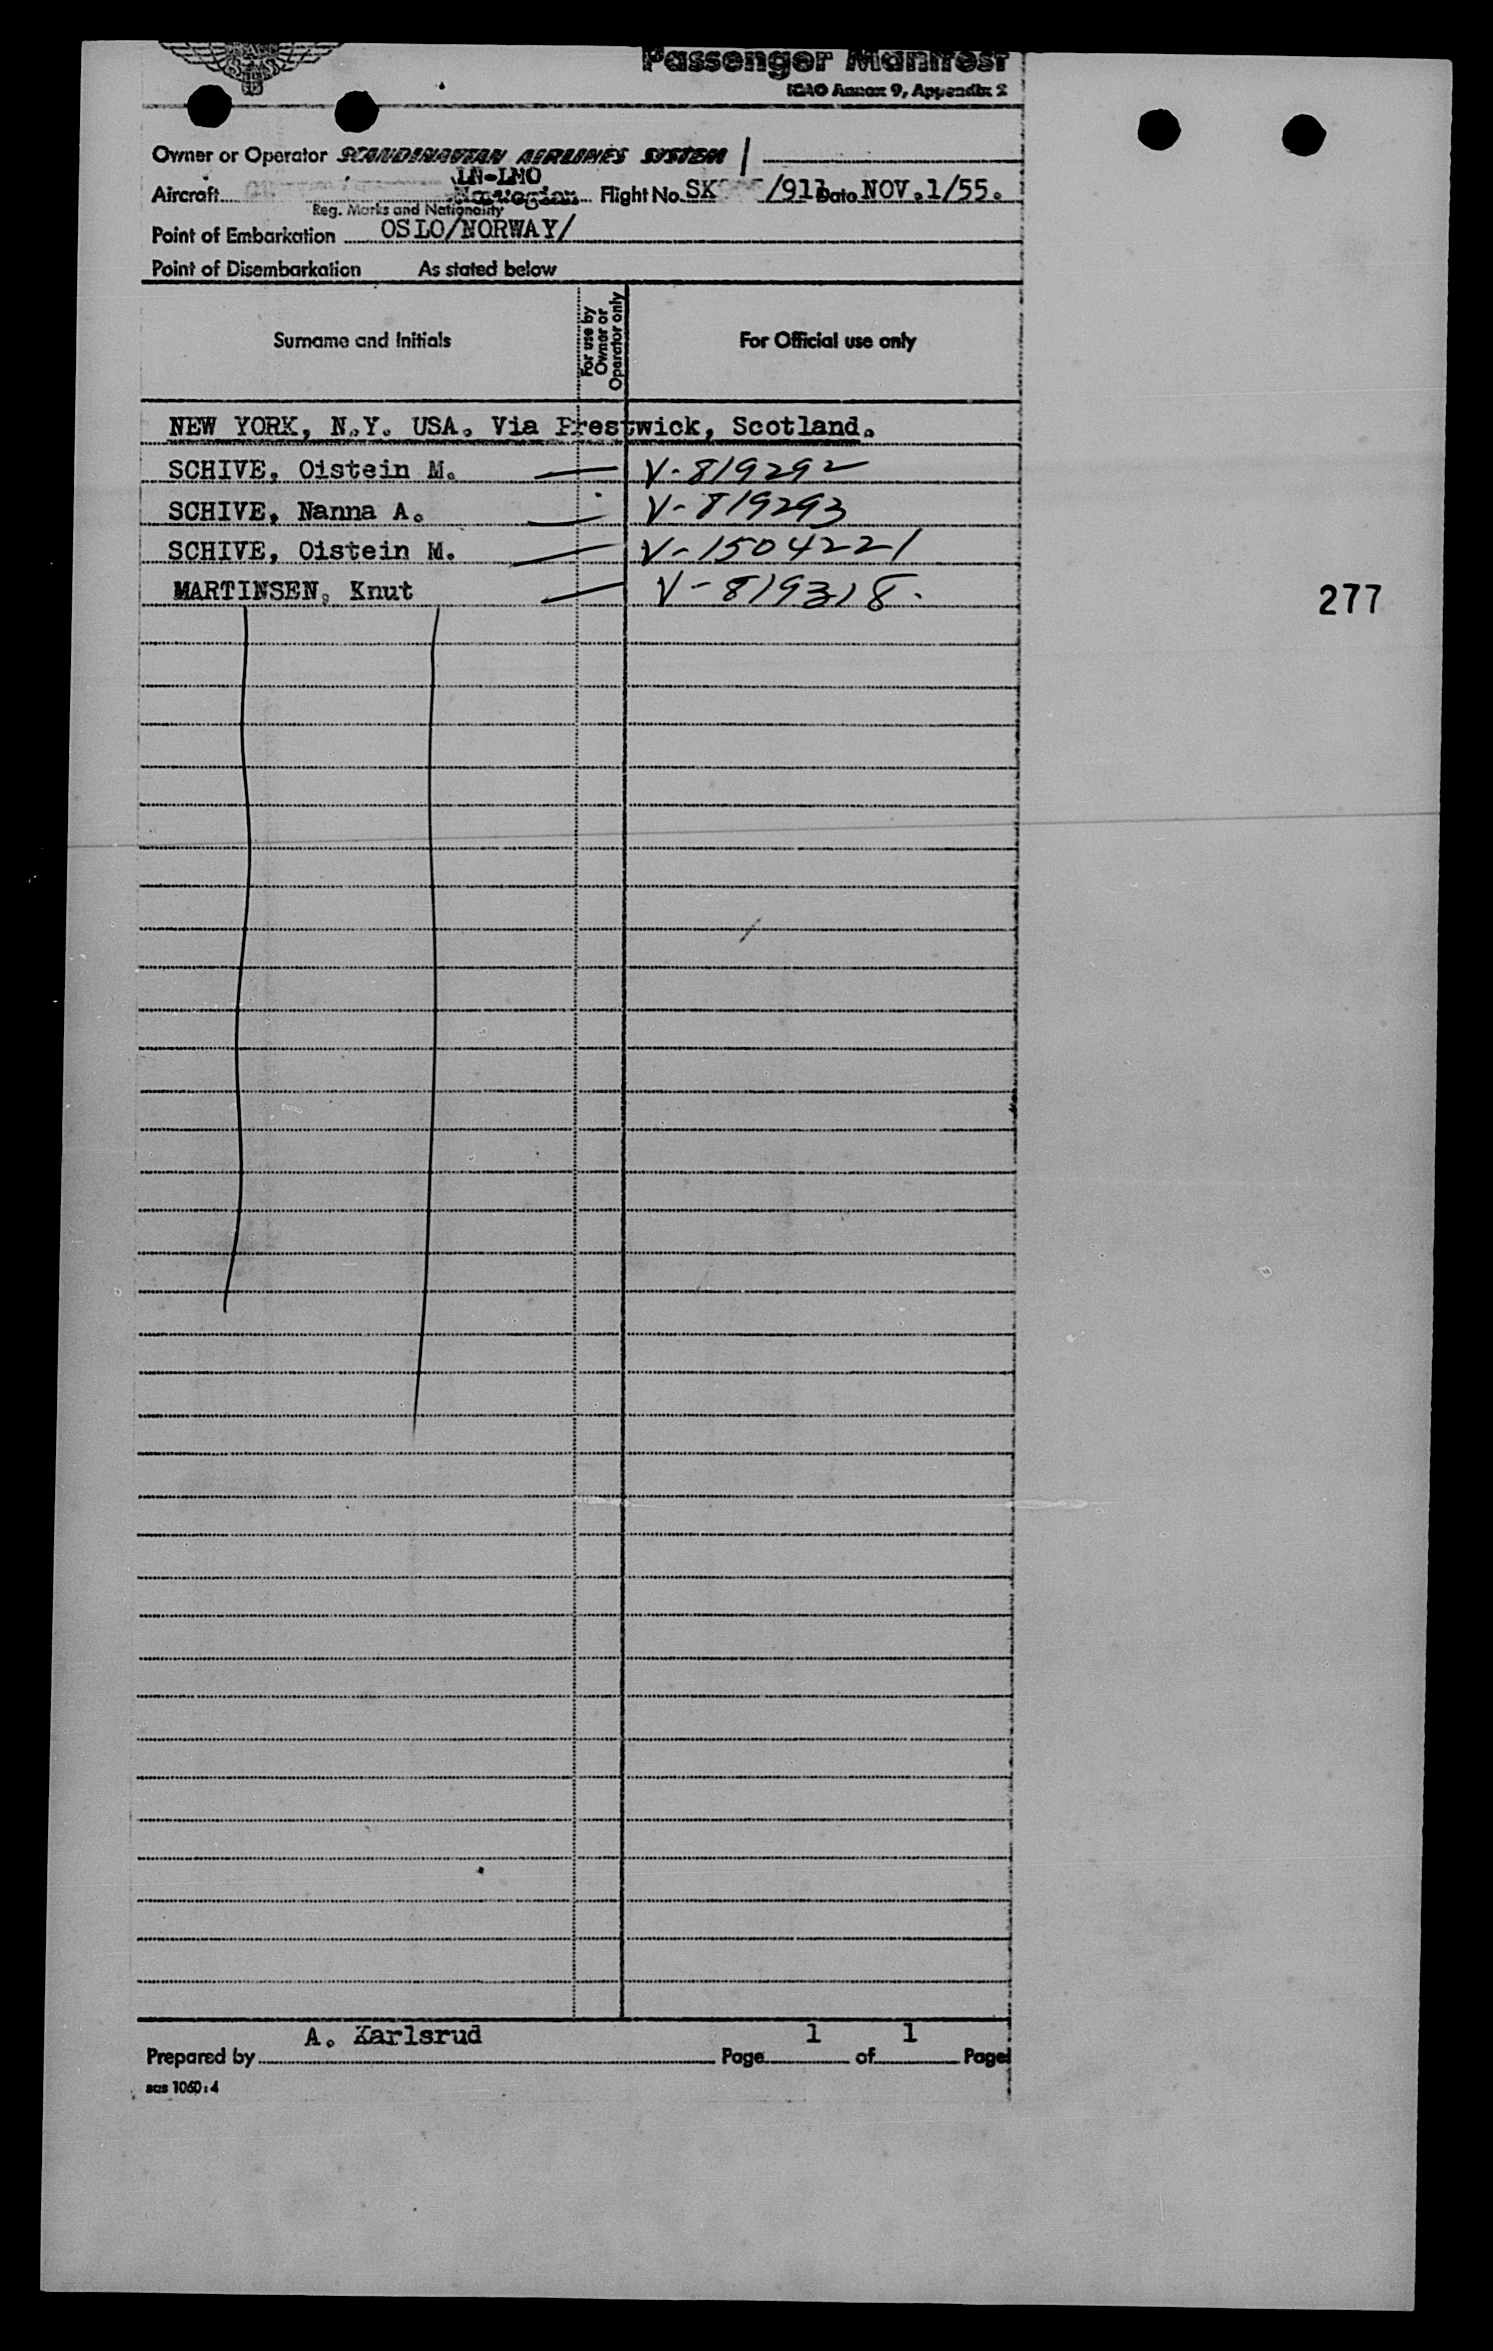 SAS
Passenger Manifest
ICAO Annex 9, Appendix 2
Owner or Operator SCANDINAVIAN AIRLINES SYSTEM
LN-LMO
Aircraft Norwegian Flight No. SK /911 Date NOV.1/55.
Reg. Marks and Nationality
Point of Embarkation OSLO/NORWAY/
Point of Disembarkation As stated below
Surname and Initials For use by Owner or Operator only For Official use only
NEW YORK, N.Y. USA. Via Prestwick, Scotland.
SCHIVE, Oistein M. V-819292
SCHIVE, Nanna A. V-819293
SCHIVE, Oistein M. V-1504221
MARTINSEN, Knut V-819318.
277
A. Karlsrud 1 1
Prepared by Page of Page
sas 1060:4